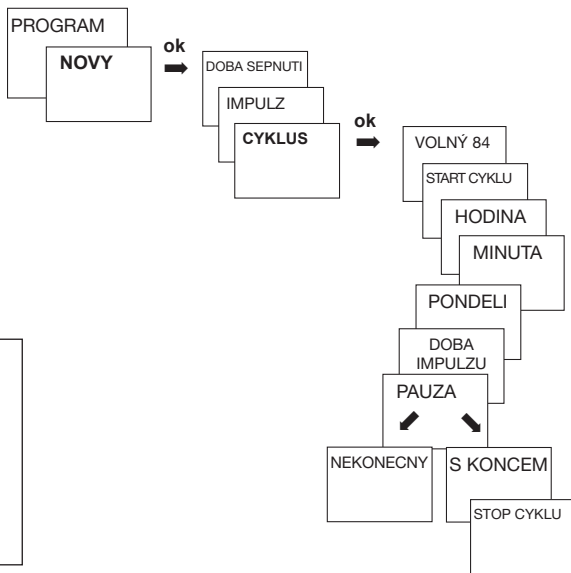 PROGRAM
NOVY
ok
DOBA SEPNUTI
IMPULZ
CYKLUS
ok
VOLNÝ 84
START CYKLU
HODINA
MINUTA
PONDELI
DOBA
IMPULZU
PAUZA
NEKONECNY
S KONCEM
STOP CYKLU